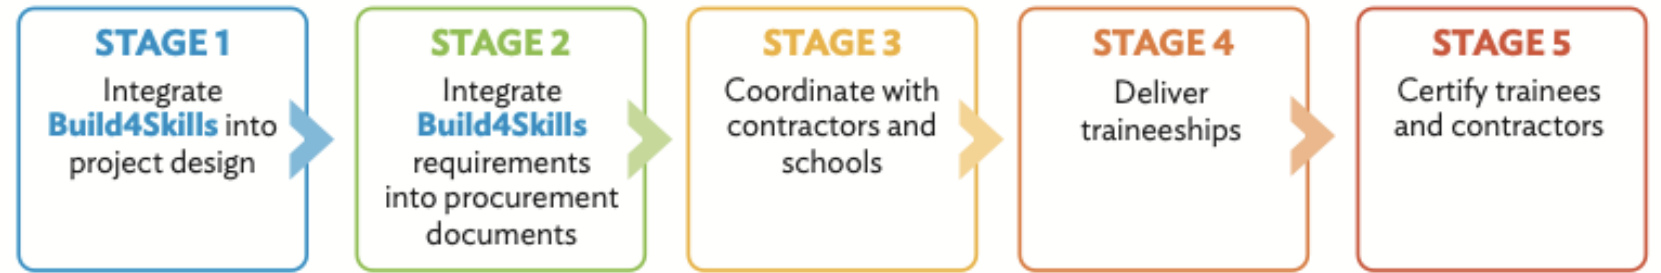 STAGE 1
Integrate
Build4Skills into
project design
STAGE 2
Integrate
Build4Skills
requirements
into procurement
documents
STAGE 3
Coordinate with
contractors and
schools
STAGE 4
Deliver
traineeships
STAGE 5
Certify trainees
and contractors